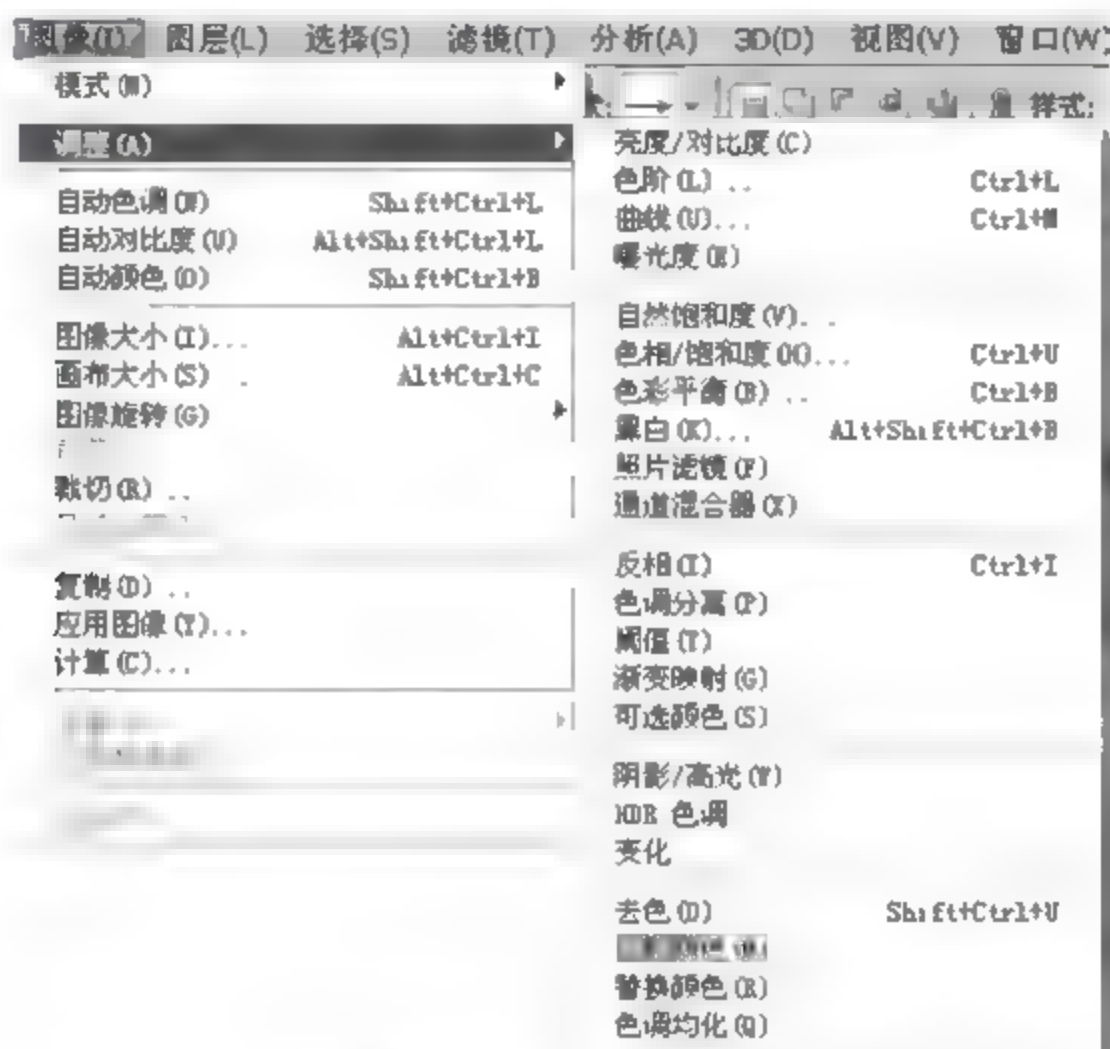 图像(I) 图层(L) 选择(S) 滤镜(T) 分析(A) 3D(D) 视图(V) 窗口(W)
模式(M)
样式:
调整(A)
自动色调(N) Shift+Ctrl+L
自动对比度(U) Alt+Shift+Ctrl+L
自动颜色(O) Shift+Ctrl+B
图像大小(I)... Alt+Ctrl+I
画布大小(S) . Alt+Ctrl+C
图像旋转(G)
裁切(R) ..
复制(D) ..
应用图像(Y)...
计算(C)...
亮度/对比度(C)
色阶(L) .. Ctrl+L
曲线(U)... Ctrl+M
曝光度(E)
自然饱和度(V)...
色相/饱和度(H)... Ctrl+U
色彩平衡(B) .. Ctrl+B
黑白(K)... Alt+Shift+Ctrl+B
照片滤镜(F)
通道混合器(X)
反相(I) Ctrl+I
色调分离(P)
阈值(T)
渐变映射(G)
可选颜色(S)
阴影/高光(W)
HDR 色调
变化
去色(D) Shift+Ctrl+U
替换颜色(R)
色调均化(Q)